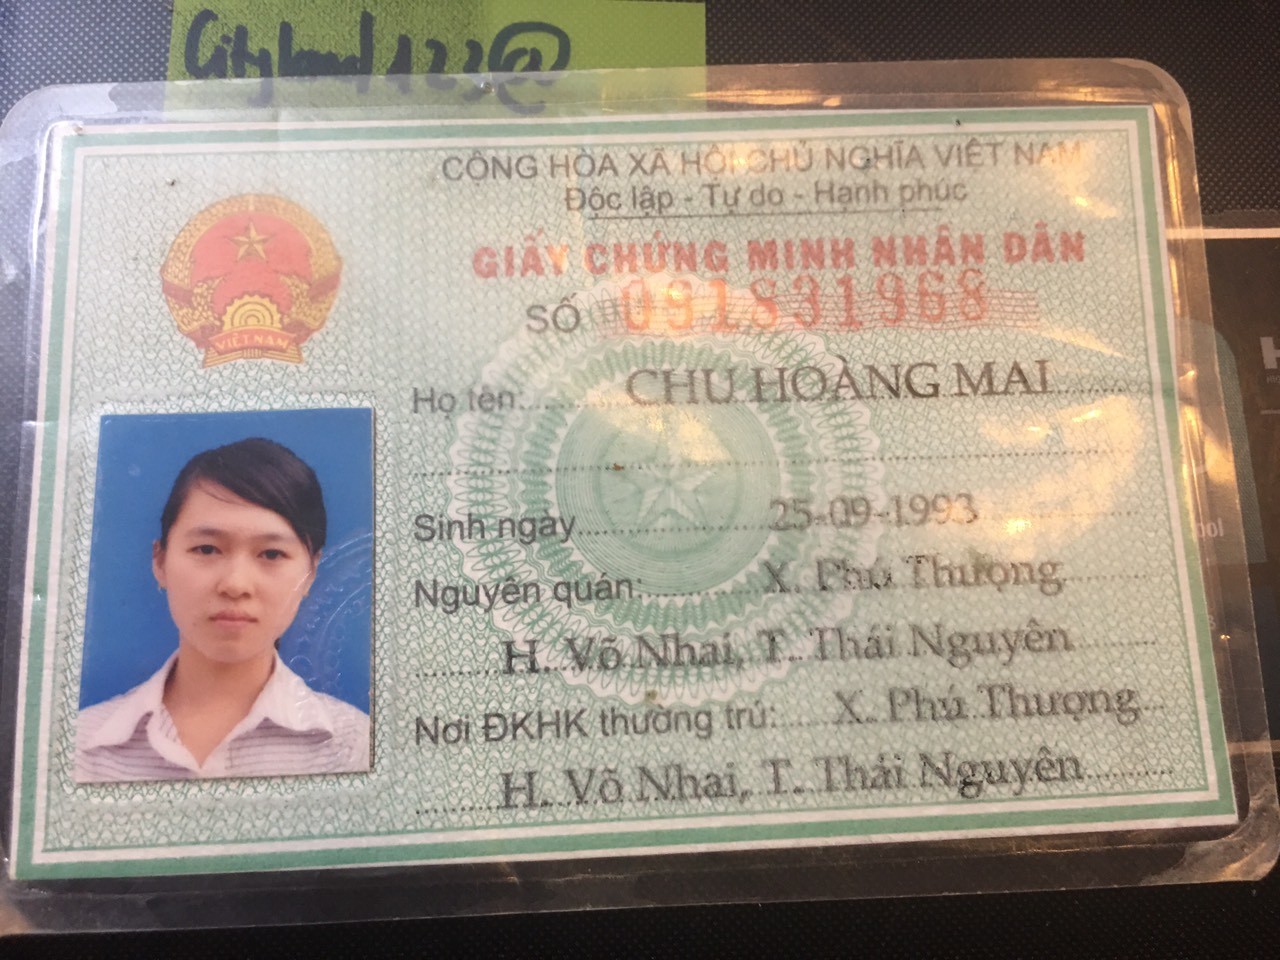 Cityland123@
CỘNG HÒA XÃ HỘI CHỦ NGHĨA VIỆT NAM
Độc lập - Tự do - Hạnh phúc
GIẤY CHỨNG MINH NHÂN DÂN
SỐ 091831968
VIỆT NAM
Họ tên: CHU HOÀNG MAI
Sinh ngày 25-09-1993
Nguyên quán: X. Phú Thượng
H. Võ Nhai, T. Thái Nguyên
Nơi ĐKHK thường trú: X. Phú Thượng
H. Võ Nhai, T. Thái Nguyên